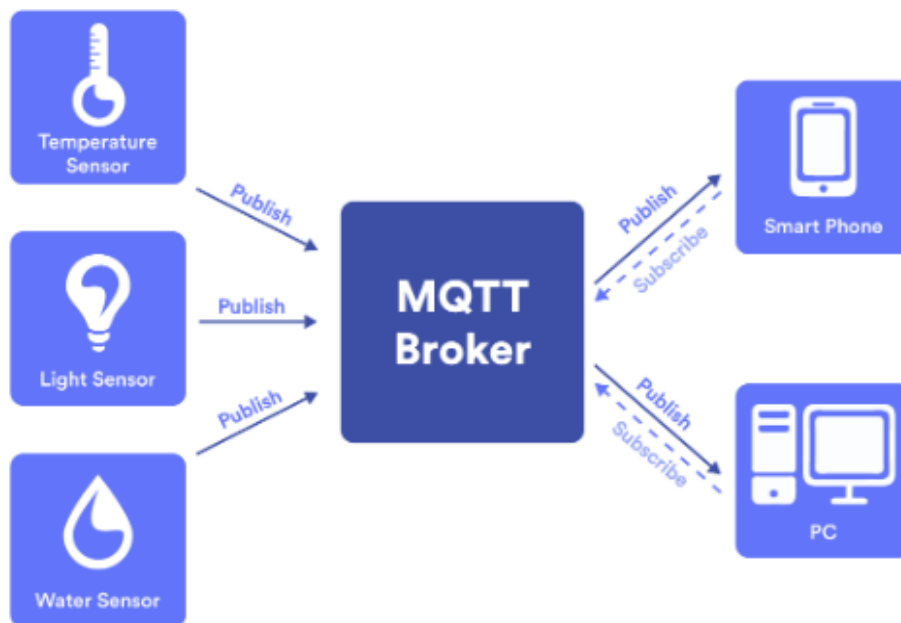 Temperature
Sensor
Publish
Light Sensor
Publish
Water Sensor
Publish
MQTT
Broker
Publish
Subscribe
Smart Phone
Publish
Subscribe
PC